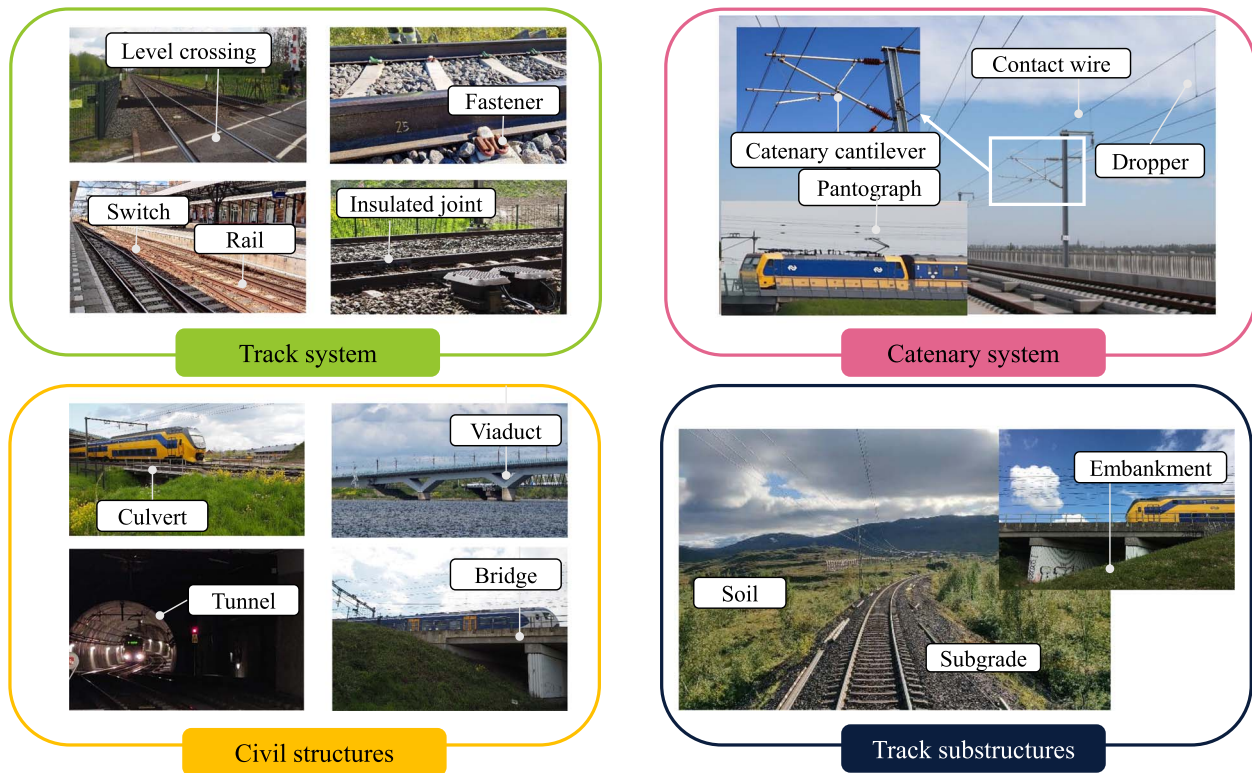 Level crossing
Fastener
25
Switch
Rail
Insulated joint
Track system
Contact wire
Catenary cantilever
Dropper
Pantograph
Catenary system
Viaduct
Culvert
Tunnel
Bridge
Civil structures
Embankment
Soil
Subgrade
Track substructures